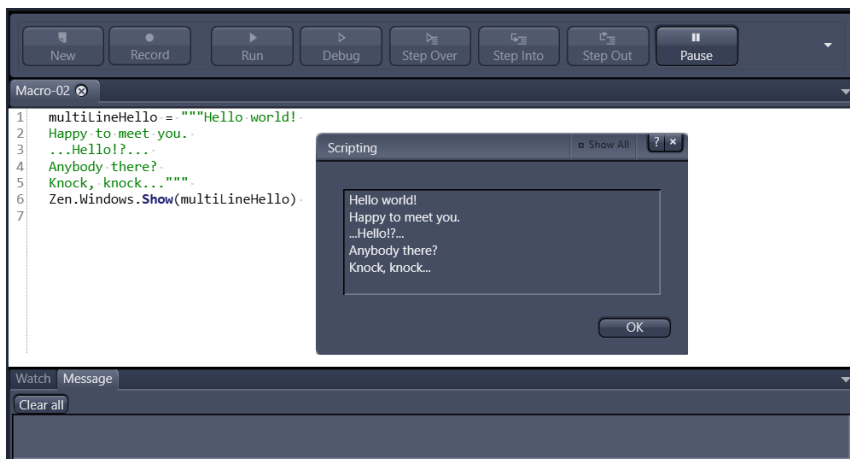 New Record Run Debug Step Over Step Into Step Out Pause
Macro-02
1 multiLineHello = """Hello world!
2 Happy to meet you.
3 ...Hello!?...
4 Anybody there?
5 Knock, knock..."""
6 Zen.Windows.Show(multiLineHello)
7
Scripting Show All ? ×
Hello world!
Happy to meet you.
...Hello!?...
Anybody there?
Knock, knock...
OK
Watch Message
Clear all